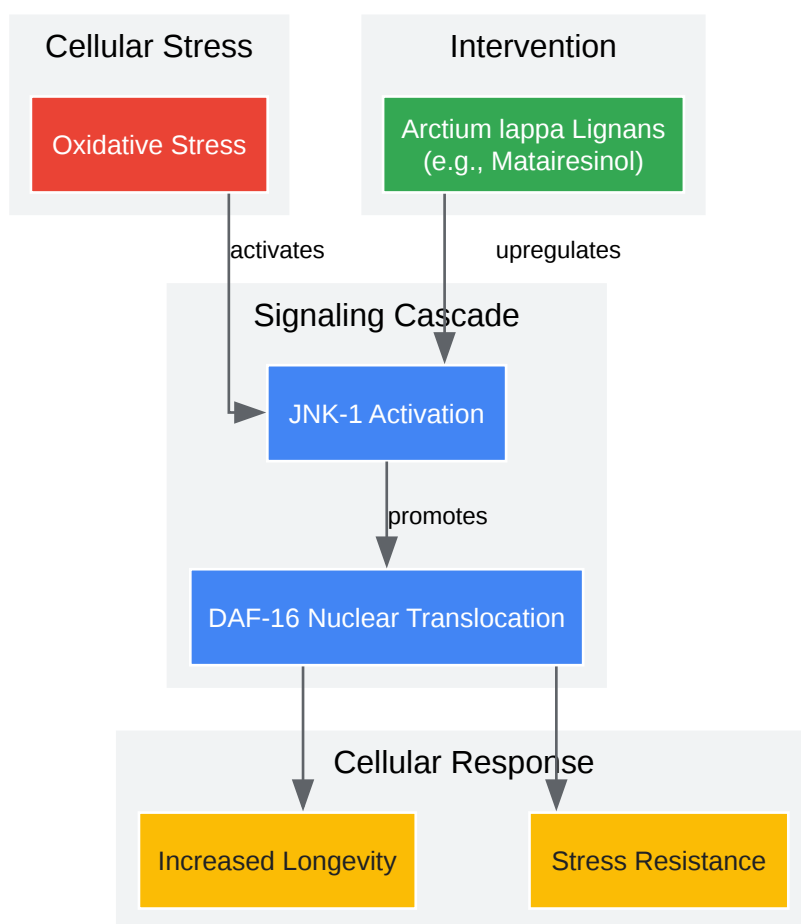 Cellular Stress
Intervention
Oxidative Stress
Arctium lappa Lignans
(e.g., Matairesinol)
activates
upregulates
Signaling Cascade
JNK-1 Activation
promotes
DAF-16 Nuclear Translocation
Cellular Response
Increased Longevity
Stress Resistance